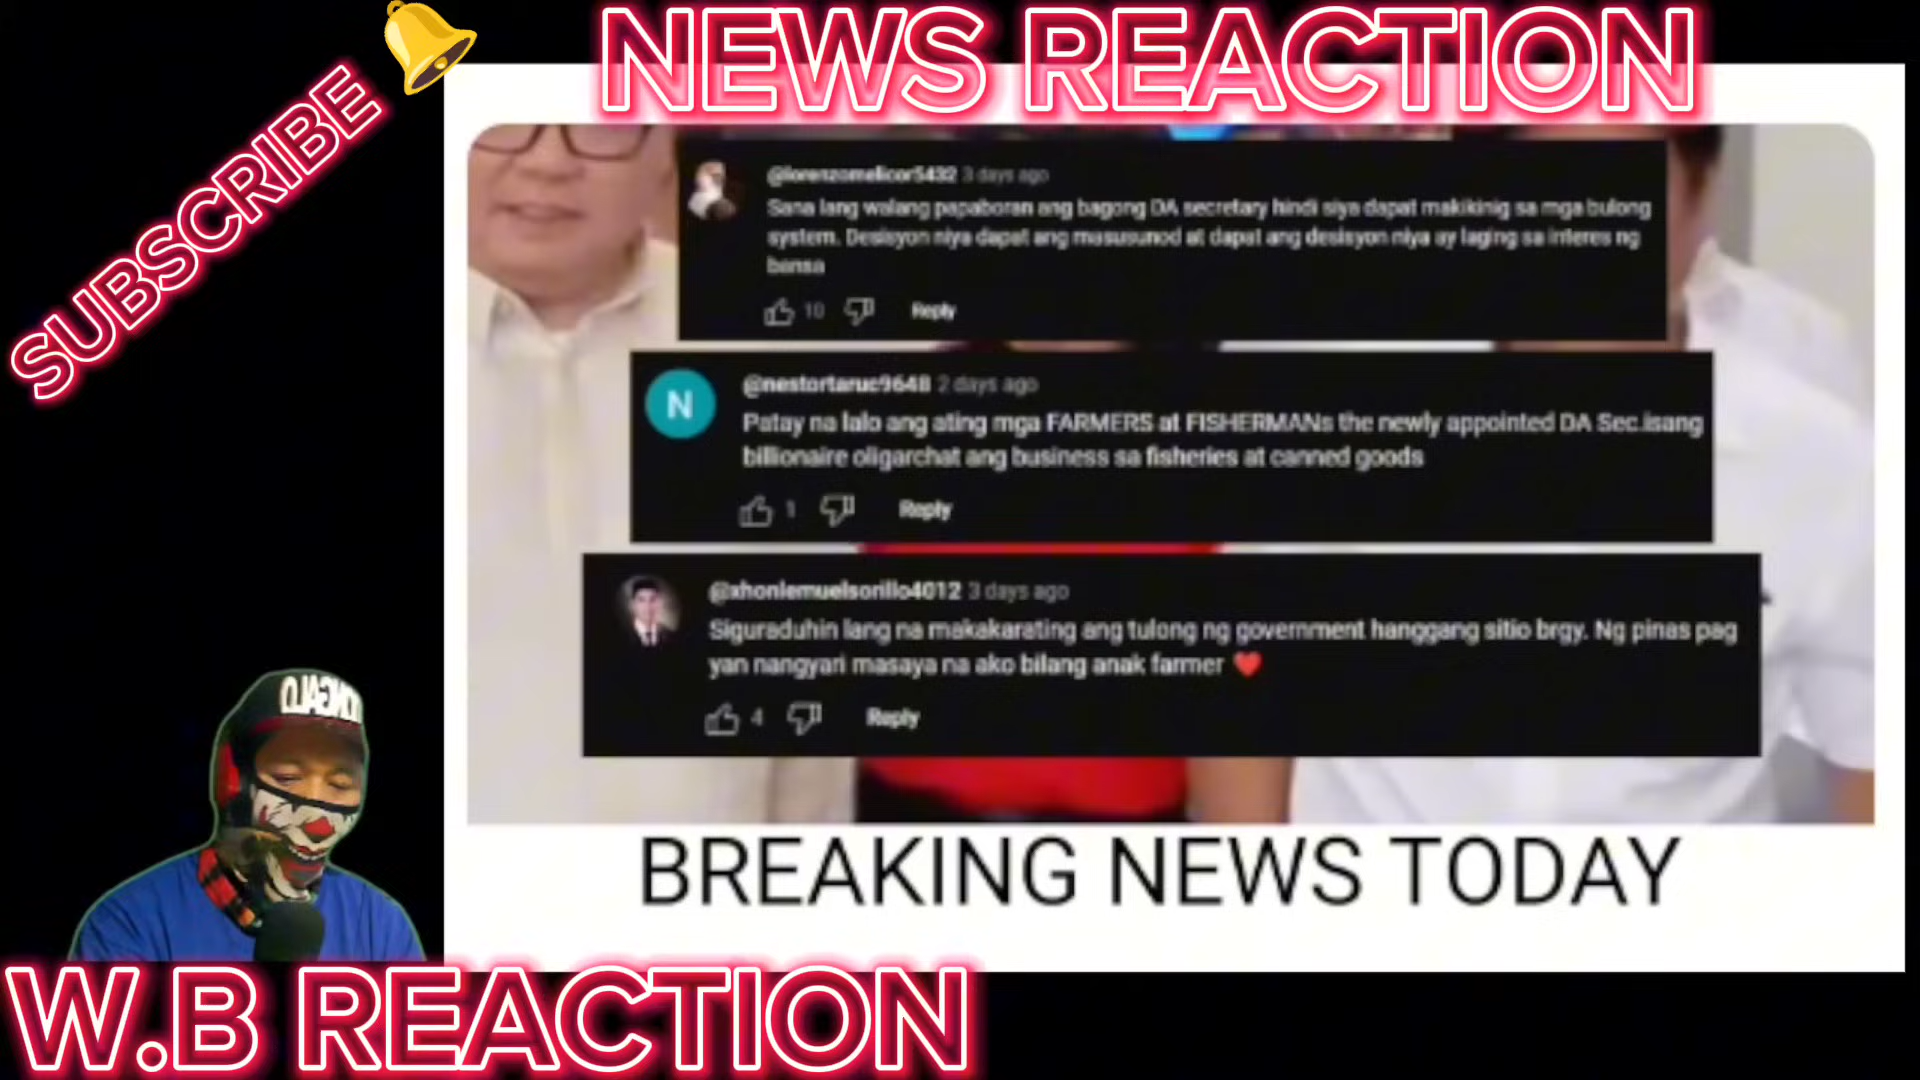 SUBSCRIBE
NEWS REACTION
@lorenzomelicor5432 3 days ago
Sana lang walang papaboran ang bagong DA secretary hindi siya dapat makikinig sa mga bulong
system. Desisyon niya dapat ang masusunod at dapat ang desisyon niya ay laging sa interes ng
bansa
10 Reply
N
@nestortaruc9648 2 days ago
Patay na lalo ang ating mga FARMERS at FISHERMANs the newly appointed DA Sec.isang
billionaire oligarchat ang business sa fisheries at canned goods
1 Reply
@xhonlemuelsorillo4012 3 days ago
Siguraduhin lang na makakarating ang tulong ng government hanggang sitio brgy. Ng pinas pag
yan nangyari masaya na ako bilang anak farmer ❤️
4 Reply
BREAKING NEWS TODAY
W.B REACTION